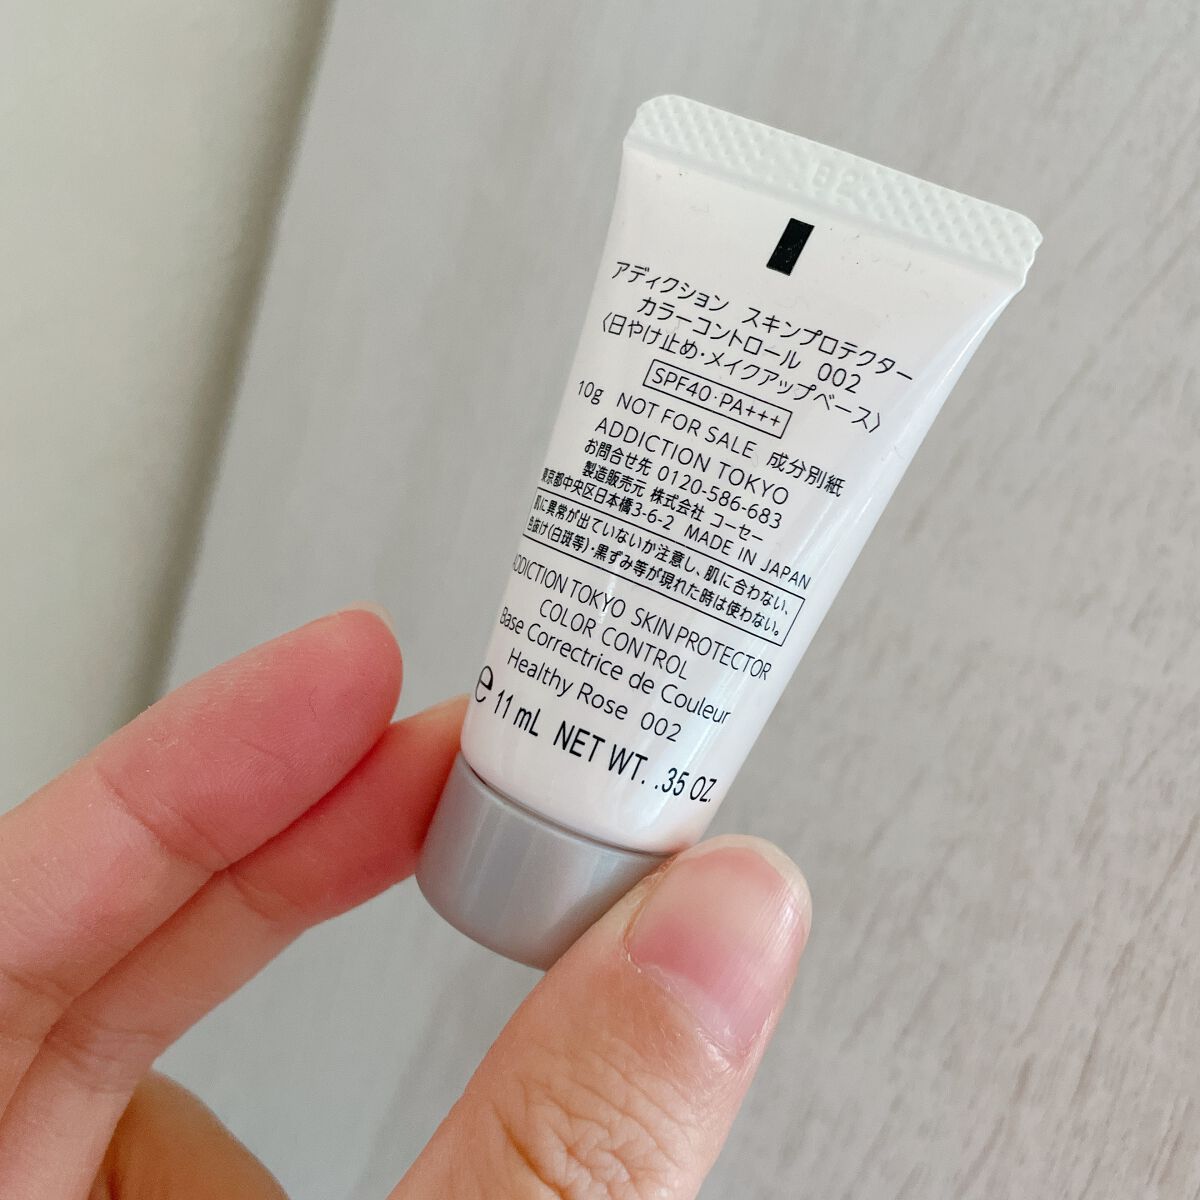 アディクション スキンプロテクター
カラーコントロール 002
〈日やけ止め・メイクアップベース〉
SPF40・PA+++
10g NOT FOR SALE 成分別紙
ADDICTION TOKYO
お問合せ先 0120-586-683
製造販売元 株式会社 コーセー
東京都中央区日本橋3-6-2 MADE IN JAPAN
肌に異常が出ていないか注意し、肌に合わない、
色抜け(白斑等)・黒ずみ等が現れた時は使わない。
ADDICTION TOKYO SKIN PROTECTOR
COLOR CONTROL
Base Correctrice de Couleur
Healthy Rose 002
℮ 11 mL NET WT. .35 OZ.